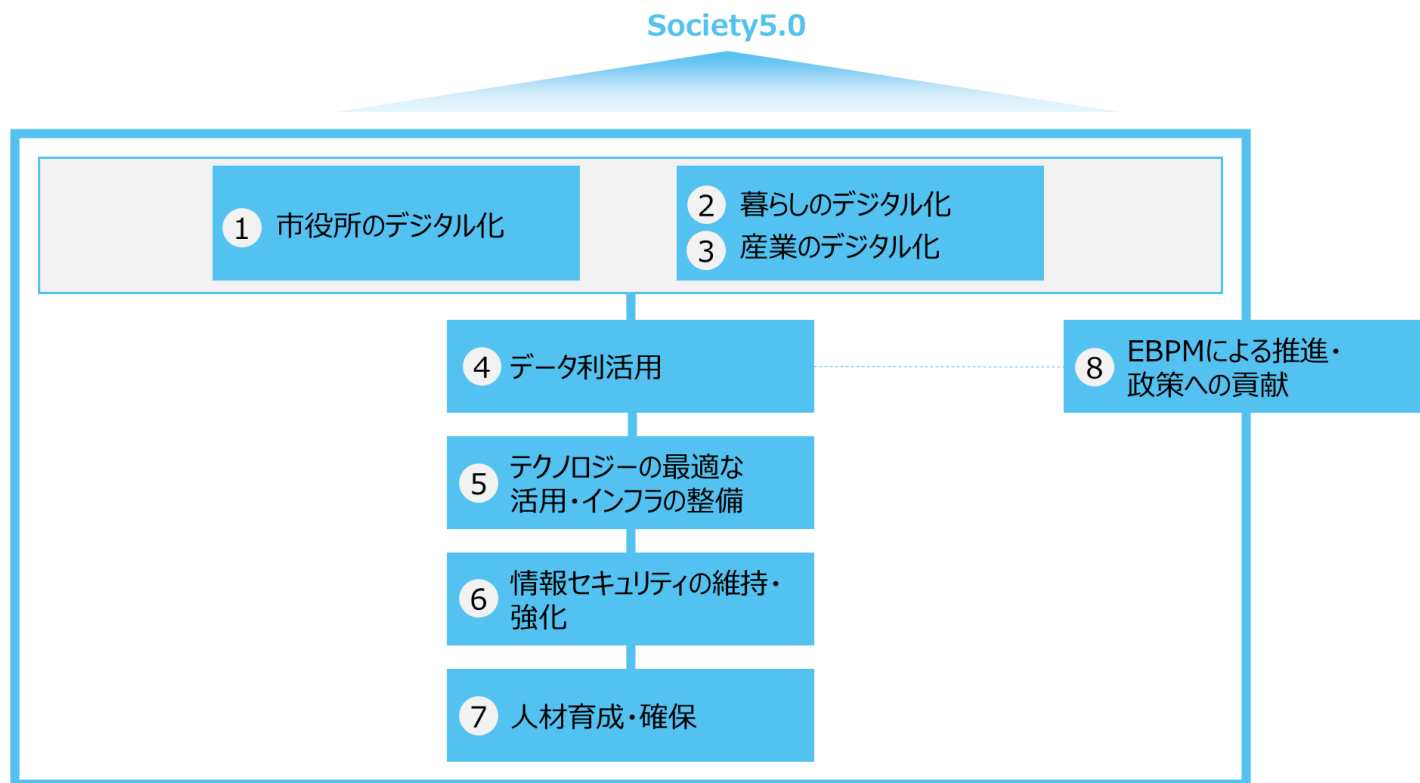 Society5.0
1 市役所のデジタル化
2 暮らしのデジタル化
3 産業のデジタル化
4 データ利活用
8 EBPMによる推進・
政策への貢献
5 テクノロジーの最適な
活用・インフラの整備
6 情報セキュリティの維持・
強化
7 人材育成・確保